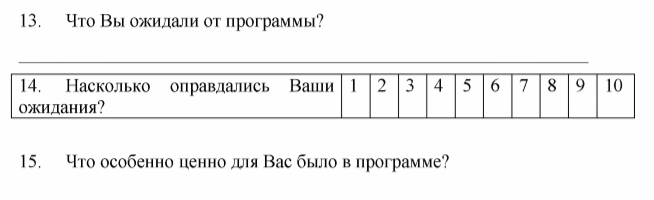 13. Что Вы ожидали от программы?
14. Насколько оправдались Ваши 1 2 3 4 5 6 7 8 9 10
ожидания?
15. Что особенно ценно для Вас было в программе?